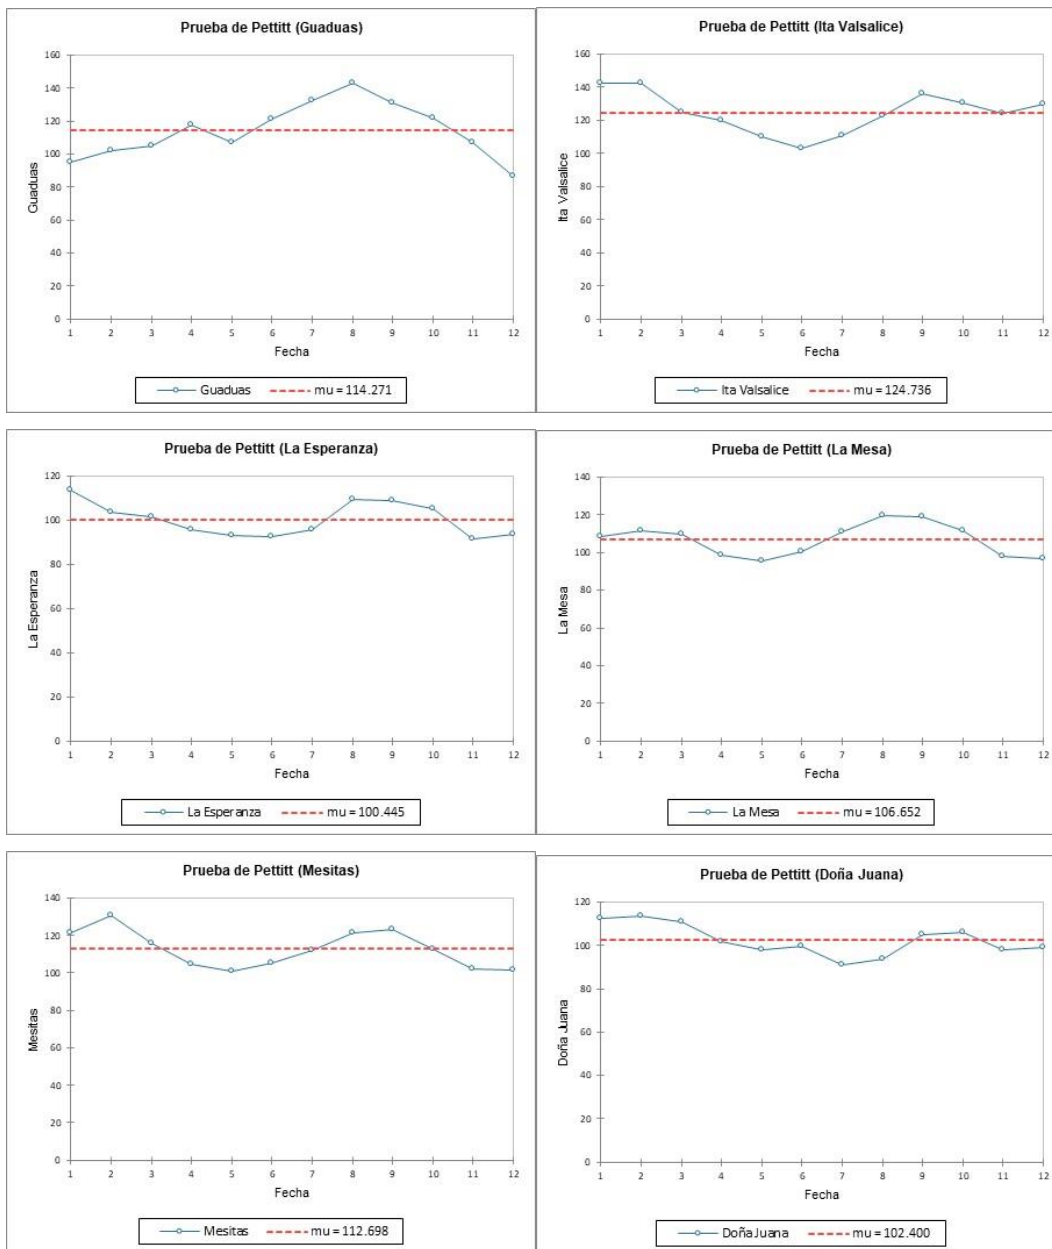 Prueba de Pettitt (Guaduas)
160
140
120
100
80
60
40
20
0
Guaduas
1 2 3 4 5 6 7 8 9 10 11 12
Fecha
Guaduas mu = 114.271
Prueba de Pettitt (Ita Valsalice)
160
140
120
100
80
60
40
20
0
Ita Valsalice
1 2 3 4 5 6 7 8 9 10 11 12
Fecha
Ita Valsalice mu = 124.736
Prueba de Pettitt (La Esperanza)
120
100
80
60
40
20
0
La Esperanza
1 2 3 4 5 6 7 8 9 10 11 12
Fecha
La Esperanza mu = 100.445
Prueba de Pettitt (La Mesa)
140
120
100
80
60
40
20
0
La Mesa
1 2 3 4 5 6 7 8 9 10 11 12
Fecha
La Mesa mu = 106.652
Prueba de Pettitt (Mesitas)
140
120
100
80
60
40
20
0
Mesitas
1 2 3 4 5 6 7 8 9 10 11 12
Fecha
Mesitas mu = 112.698
Prueba de Pettitt (Doña Juana)
120
100
80
60
40
20
0
Doña Juana
1 2 3 4 5 6 7 8 9 10 11 12
Fecha
Doña Juana mu = 102.400